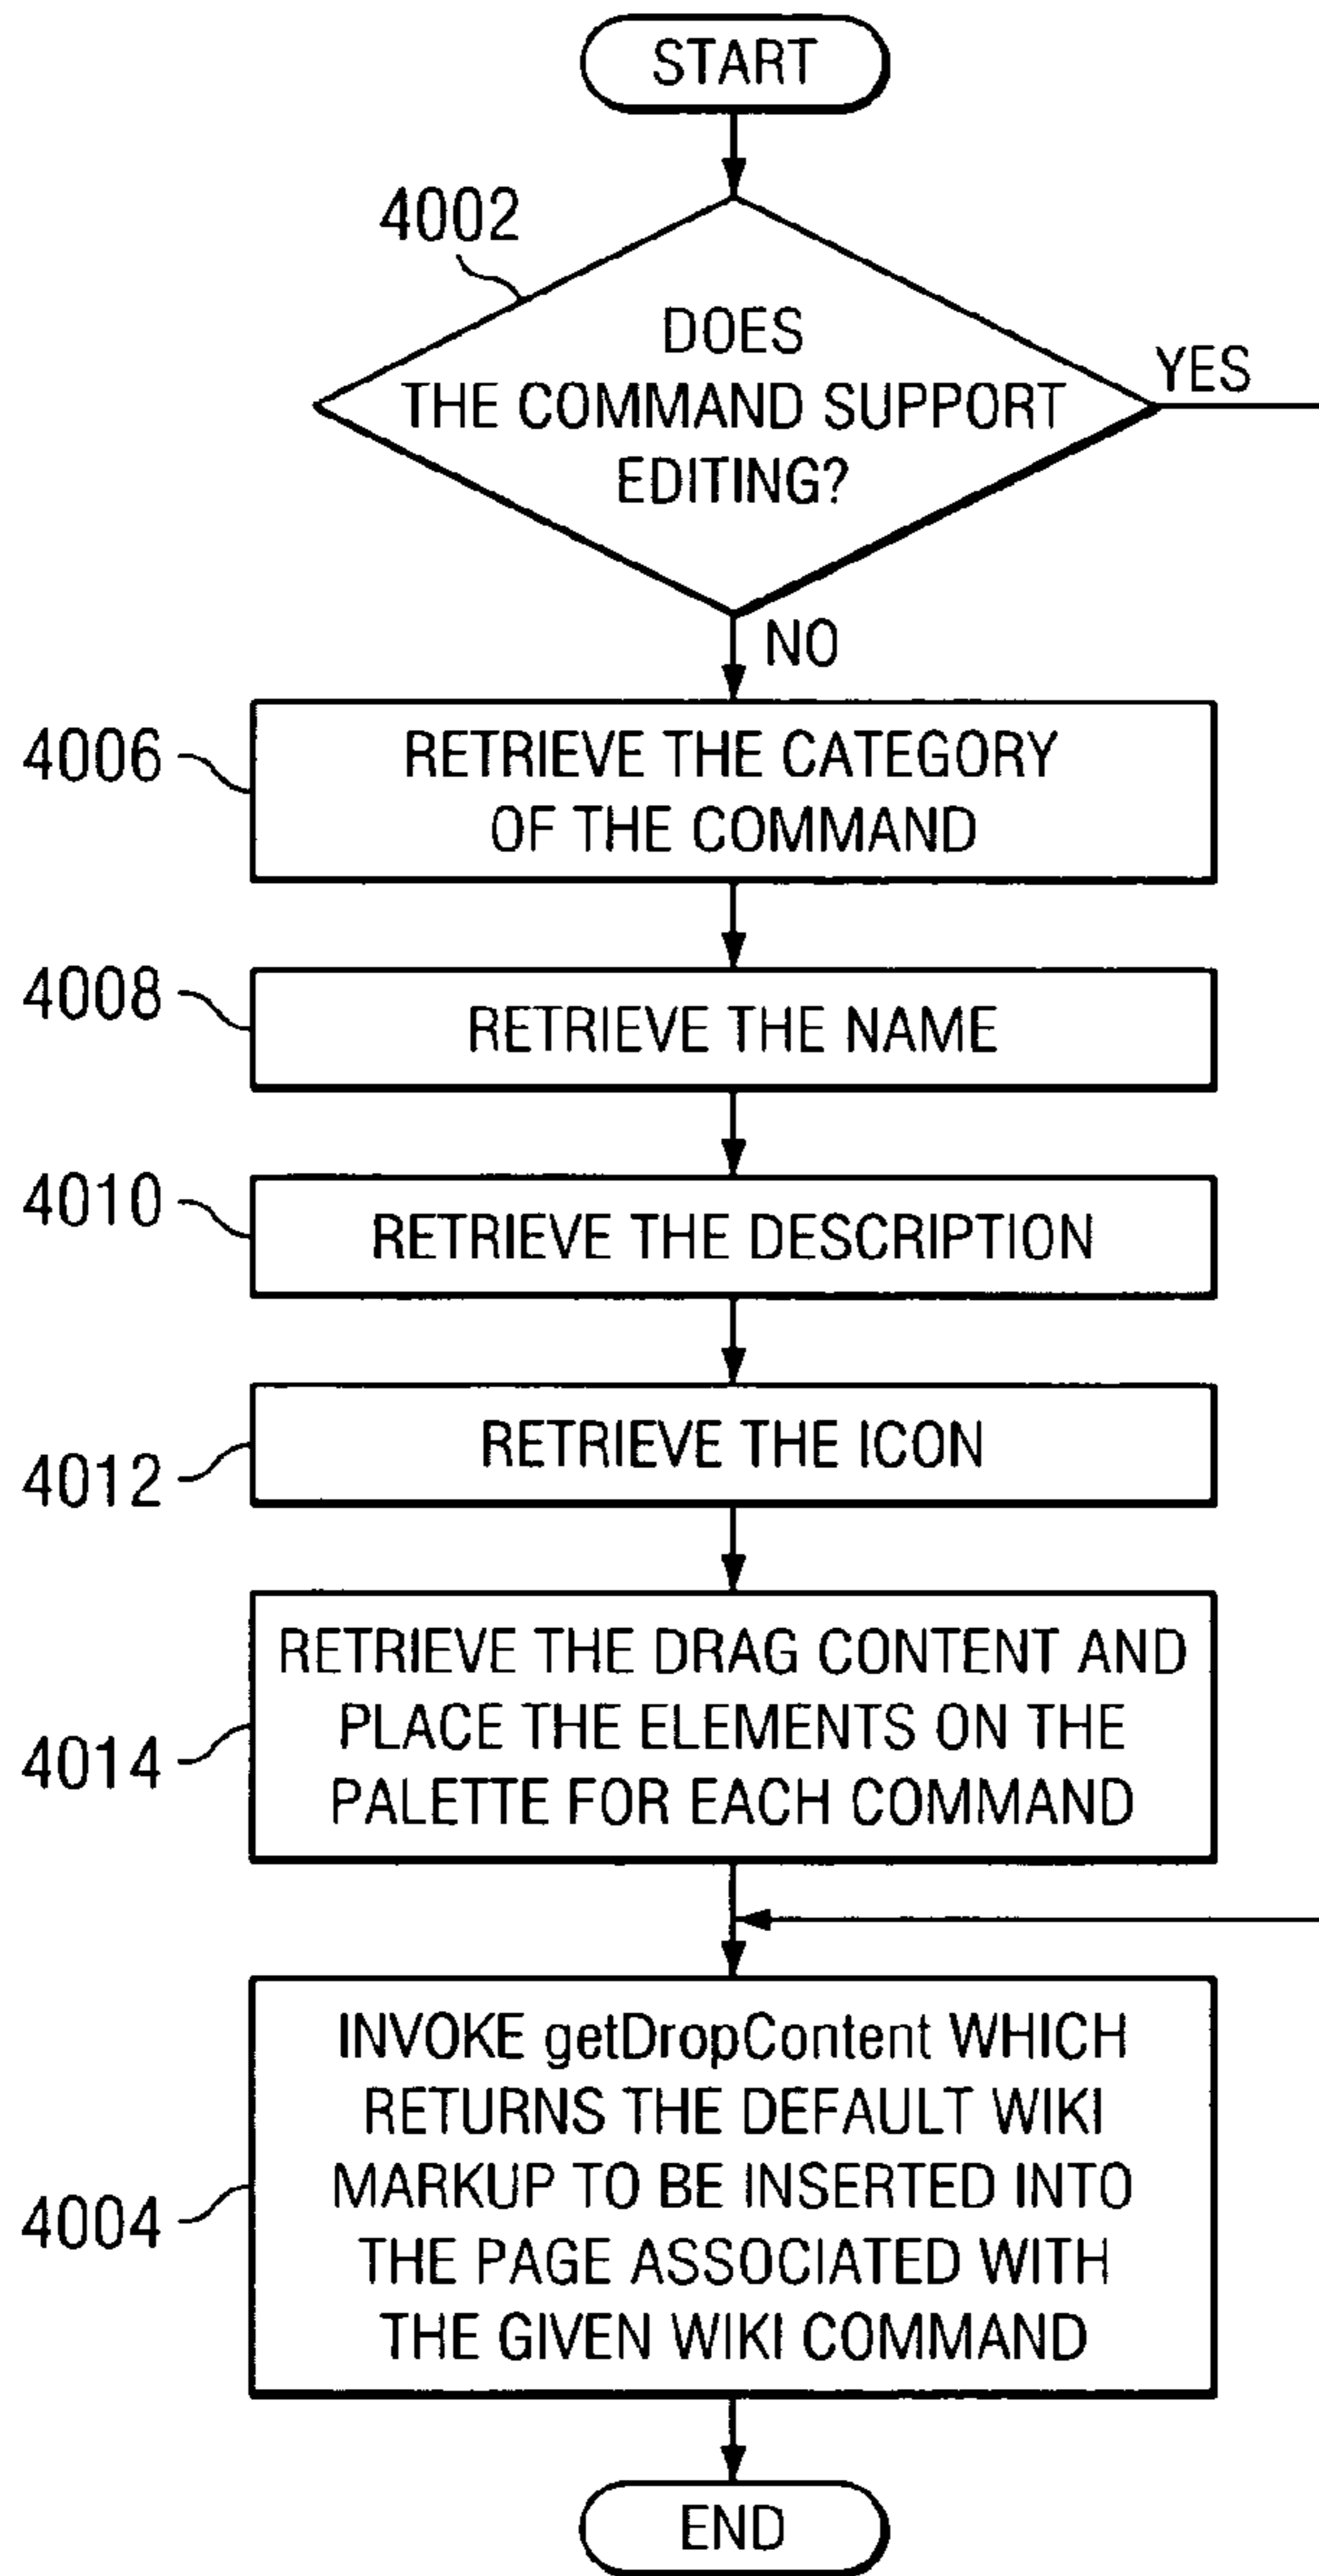 START
4002
DOES
THE COMMAND SUPPORT
EDITING?
YES
NO
4006
RETRIEVE THE CATEGORY
OF THE COMMAND
4008
RETRIEVE THE NAME
4010
RETRIEVE THE DESCRIPTION
4012
RETRIEVE THE ICON
4014
RETRIEVE THE DRAG CONTENT AND
PLACE THE ELEMENTS ON THE
PALETTE FOR EACH COMMAND
4004
INVOKE getDropContent WHICH
RETURNS THE DEFAULT WIKI
MARKUP TO BE INSERTED INTO
THE PAGE ASSOCIATED WITH
THE GIVEN WIKI COMMAND
END